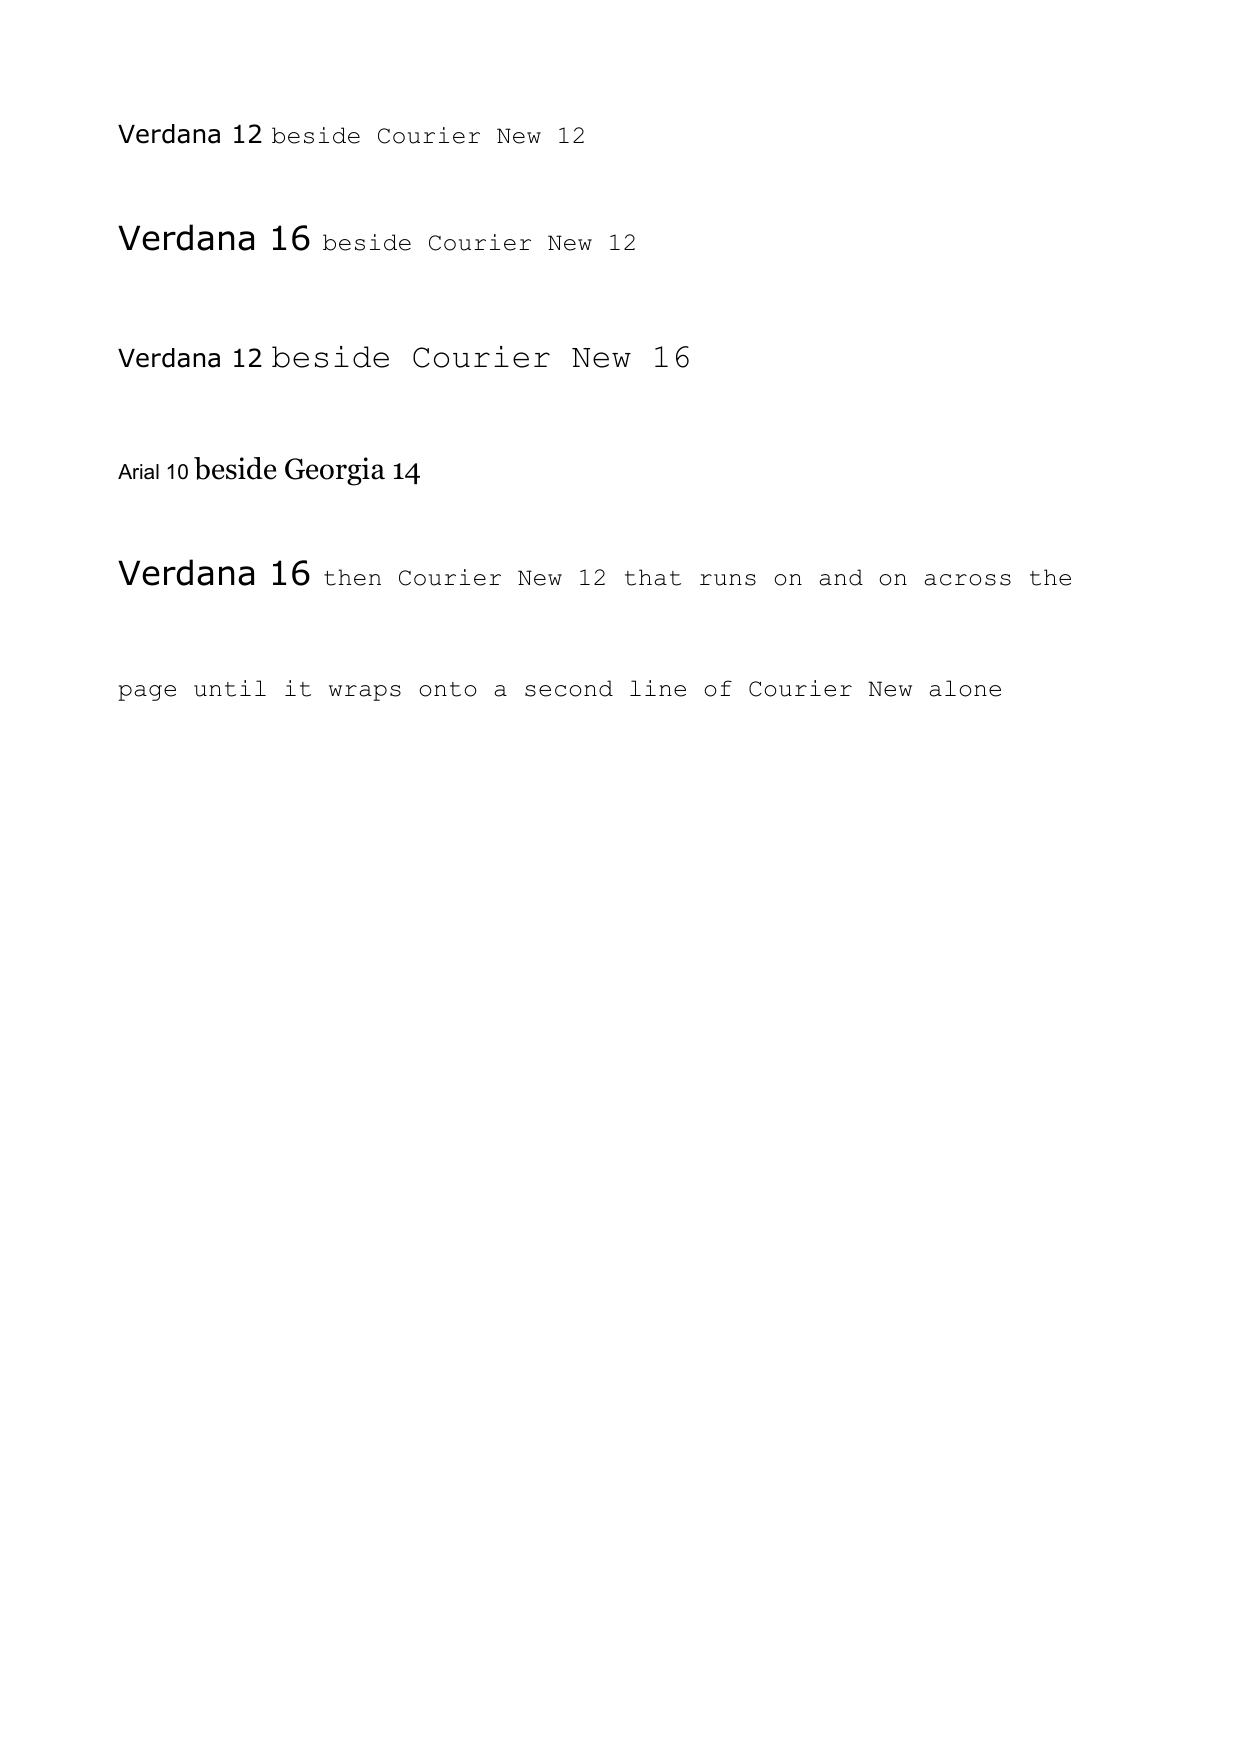 Verdana 12 beside Courier New 12
Verdana 16 beside Courier New 12
Verdana 12 beside Courier New 16
Arial 10 beside Georgia 14
Verdana 16 then Courier New 12 that runs on and on across the
page until it wraps onto a second line of Courier New alone